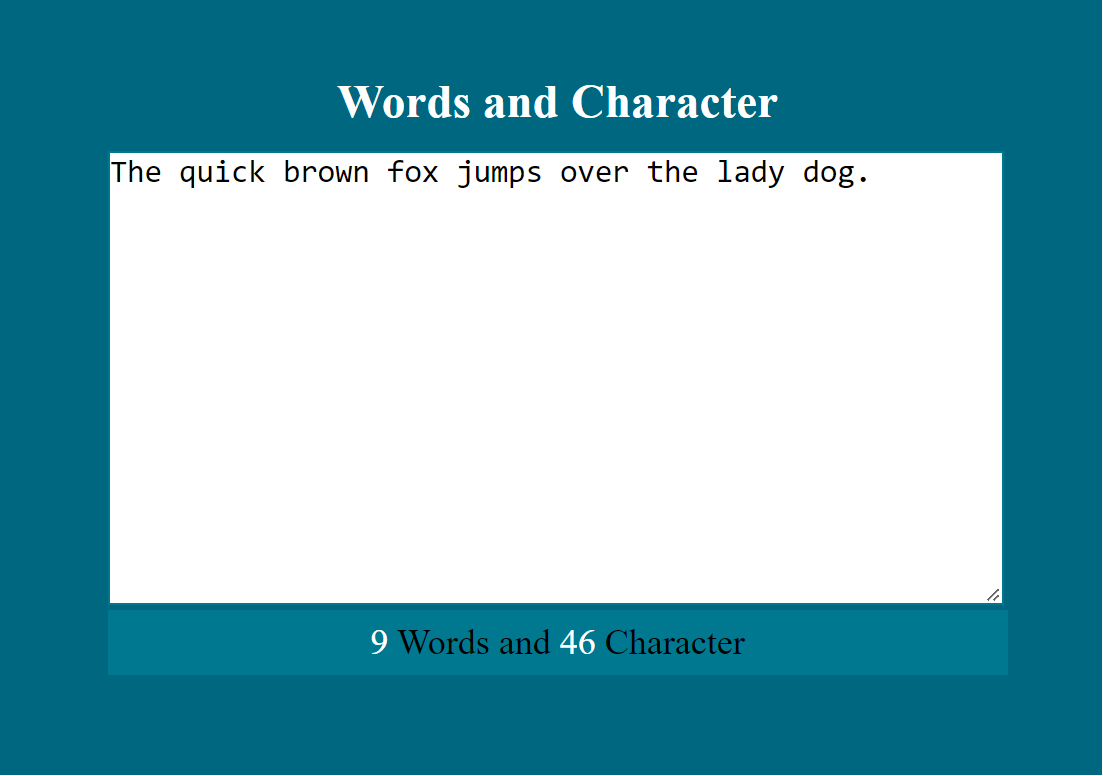 Words and Character
The quick brown fox jumps over the lady dog.
9 Words and 46 Character